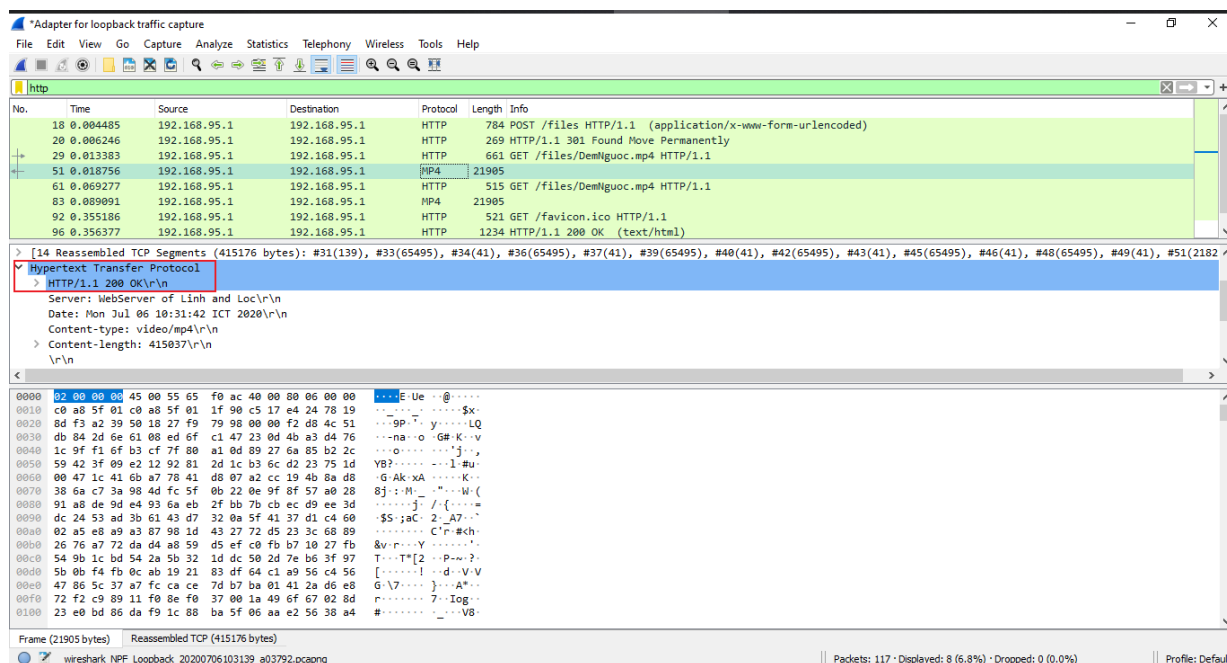 *Adapter for loopback traffic capture
File Edit View Go Capture Analyze Statistics Telephony Wireless Tools Help
http
No. Time Source Destination Protocol Length Info
18 0.004485 192.168.95.1 192.168.95.1 HTTP 784 POST /files HTTP/1.1 (application/x-www-form-urlencoded)
20 0.006246 192.168.95.1 192.168.95.1 HTTP 269 HTTP/1.1 301 Found Move Permanently
29 0.013383 192.168.95.1 192.168.95.1 HTTP 661 GET /files/DemNguoc.mp4 HTTP/1.1
51 0.018756 192.168.95.1 192.168.95.1 MP4 21905
61 0.069277 192.168.95.1 192.168.95.1 HTTP 515 GET /files/DemNguoc.mp4 HTTP/1.1
83 0.089091 192.168.95.1 192.168.95.1 MP4 21905
92 0.355186 192.168.95.1 192.168.95.1 HTTP 521 GET /favicon.ico HTTP/1.1
96 0.356377 192.168.95.1 192.168.95.1 HTTP 1234 HTTP/1.1 200 OK (text/html)
> [14 Reassembled TCP Segments (415176 bytes): #31(139), #33(65495), #34(41), #36(65495), #37(41), #39(65495), #40(41), #42(65495), #43(41), #45(65495), #46(41), #48(65495), #49(41), #51(2182
Hypertext Transfer Protocol
> HTTP/1.1 200 OK\r\n
Server: WebServer of Linh and Loc\r\n
Date: Mon Jul 06 10:31:42 ICT 2020\r\n
Content-type: video/mp4\r\n
> Content-length: 415037\r\n
\r\n
0000 02 00 00 00 45 00 55 65 f0 ac 40 00 80 06 00 00 ····E·Ue ··@·····
0010 c0 a8 5f 01 c0 a8 5f 01 1f 90 c5 17 e4 24 78 19 ··_···_· ·····$x·
0020 8d f3 a2 39 50 18 27 f9 79 98 00 00 f2 d8 4c 51 ···9P·'· y·····LQ
0030 db 84 2d 6e 61 08 ed 6f c1 47 23 0d 4b a3 d4 76 ··-na··o ·G#·K··v
0040 1c 9f f1 6f b3 cf 7f 80 a1 0d 89 27 6a 85 b2 2c ···o···· ···'j··,
0050 59 42 3f 09 e2 12 92 81 2d 1c b3 6c d2 23 75 1d YB?····· -··l·#u·
0060 00 47 1c 41 6b a7 78 41 d8 07 a2 cc 19 4b 8a d8 ·G·Ak·xA ·····K··
0070 38 6a c7 3a 98 4d fc 5f 0b 22 0e 9f 8f 57 a0 28 8j·:·M·_ ·"···W·(
0080 91 a8 de 9d e4 93 6a eb 2f bb 7b cb ec d9 ee 3d ······j· /·{····=
0090 dc 24 53 ad 3b 61 43 d7 32 0a 5f 41 37 d1 c4 60 ·$S·;aC· 2·_A7··`
00a0 02 a5 e8 a9 a3 87 98 1d 43 27 72 d5 23 3c 68 89 ········ C'r·#<h·
00b0 26 76 a7 72 da d4 a8 59 d5 ef c0 fb b7 10 27 fb &v·r···Y ······'·
00c0 54 9b 1c bd 54 2a 5b 32 1d dc 50 2d 7e b6 3f 97 T···T*[2 ··P-~·?·
00d0 5b 0b f4 fb 0c ab 19 21 83 df 64 c1 a9 56 c4 56 [······! ··d··V·V
00e0 47 86 5c 37 a7 fc ca ce 7d b7 ba 01 41 2a d6 e8 G·\7···· }···A*··
00f0 72 f2 c9 89 11 f0 8e f0 37 00 1a 49 6f 67 02 8d r······· 7··Iog··
0100 23 e0 bd 86 da f9 1c 88 ba 5f 06 aa e2 56 38 a4 #······· ·_···V8·
Frame (21905 bytes) Reassembled TCP (415176 bytes)
wireshark_NPF_Loopback_20200706103139_a03792.pcapng Packets: 117 · Displayed: 8 (6.8%) · Dropped: 0 (0.0%) Profile: Defaul